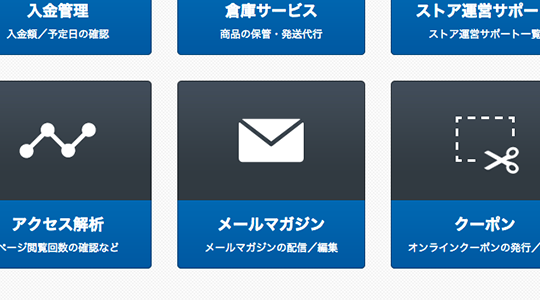 入金管理
入金額／予定日の確認
倉庫サービス
商品の保管・発送代行
ストア運営サポー
ストア運営サポート一覧
アクセス解析
ページ閲覧回数の確認など
メールマガジン
メールマガジンの配信／編集
クーポン
オンラインクーポンの発行／